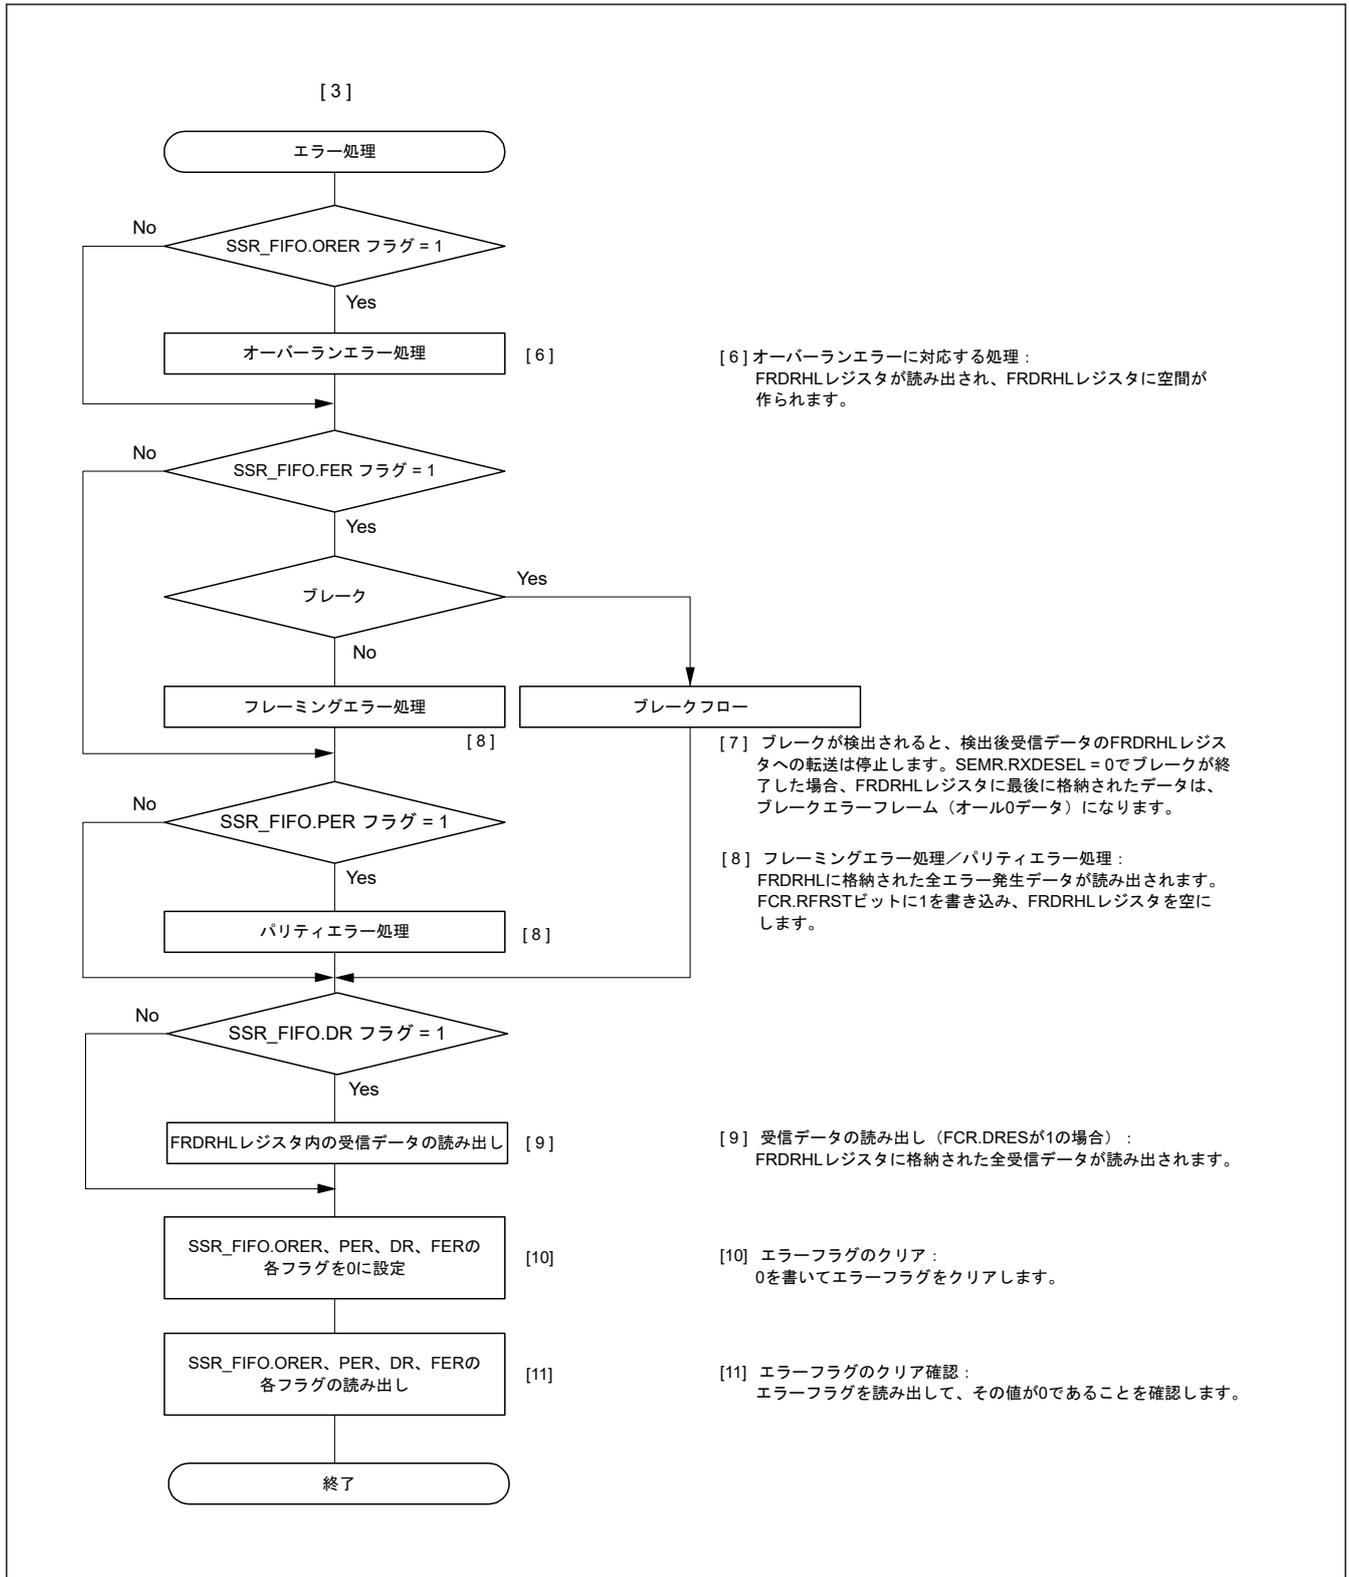 [ 3 ]
エラー処理
No
SSR_FIFO.ORER フラグ = 1
Yes
オーバーランエラー処理
[ 6 ]
[ 6 ] オーバーランエラーに対応する処理：
FRDRHLレジスタが読み出され、FRDRHLレジスタに空間が
作られます。
No
SSR_FIFO.FER フラグ = 1
Yes
ブレーク
Yes
No
フレーミングエラー処理
ブレークフロー
[ 8 ]
[ 7 ] ブレークが検出されると、検出後受信データのFRDRHLレジス
タへの転送は停止します。SEMR.RXDESEL = 0でブレークが終
了した場合、FRDRHLレジスタに最後に格納されたデータは、
ブレークエラーフレーム（オール0データ）になります。
No
SSR_FIFO.PER フラグ = 1
Yes
[ 8 ] フレーミングエラー処理／パリティエラー処理：
FRDRHLに格納された全エラー発生データが読み出されます。
FCR.RFRSTビットに1を書き込み、FRDRHLレジスタを空に
します。
パリティエラー処理
[ 8 ]
No
SSR_FIFO.DR フラグ = 1
Yes
FRDRHLレジスタ内の受信データの読み出し
[ 9 ]
[ 9 ] 受信データの読み出し（FCR.DRESが1の場合）：
FRDRHLレジスタに格納された全受信データが読み出されます。
SSR_FIFO.ORER、PER、DR、FERの
各フラグを0に設定
[10]
[10] エラーフラグのクリア：
0を書いてエラーフラグをクリアします。
SSR_FIFO.ORER、PER、DR、FERの
各フラグの読み出し
[11]
[11] エラーフラグのクリア確認：
エラーフラグを読み出して、その値が0であることを確認します。
終了